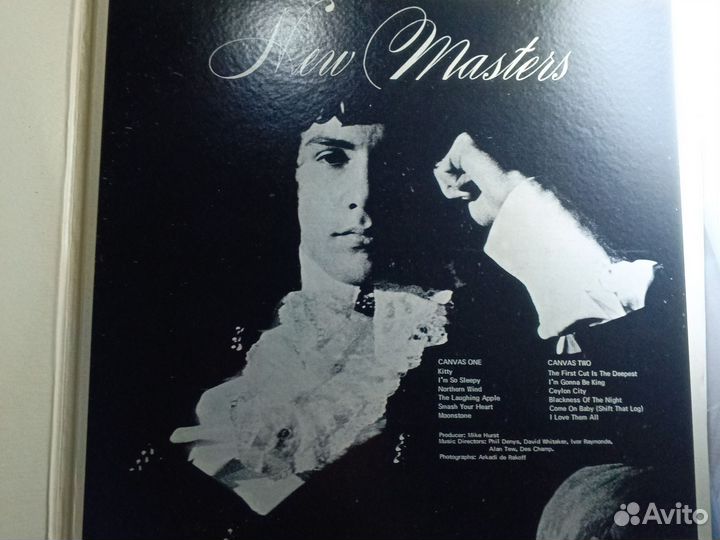 New Masters
CANVAS ONE
Kitty
I'm So Sleepy
Northern Wind
The Laughing Apple
Smash Your Heart
Moonstone
CANVAS TWO
The First Cut Is The Deepest
I'm Gonna Be King
Ceylon City
Blackness Of The Night
Come On Baby (Shift That Log)
I Love Them All
Producer: Mike Hurst
Music Directors: Phil Denys, David Whitaker, Ivor Raymonde,
Alan Tew, Des Champ.
Photographs: Arkadi de Rakoff
Avito